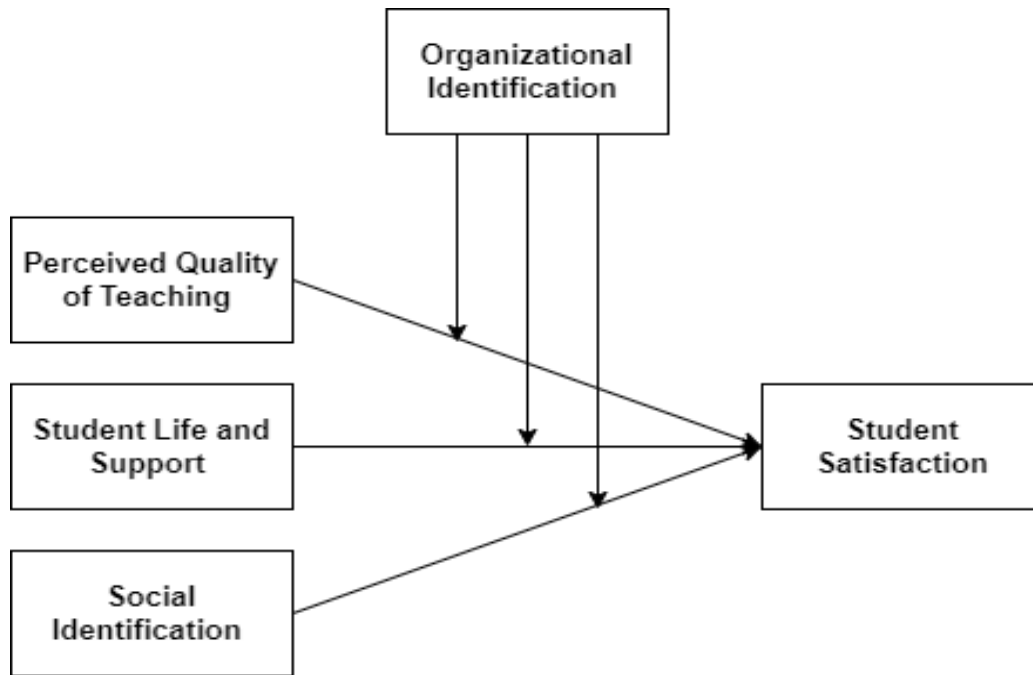 Organizational
Identification
Perceived Quality
of Teaching
Student Life and
Support
Student
Satisfaction
Social
Identification